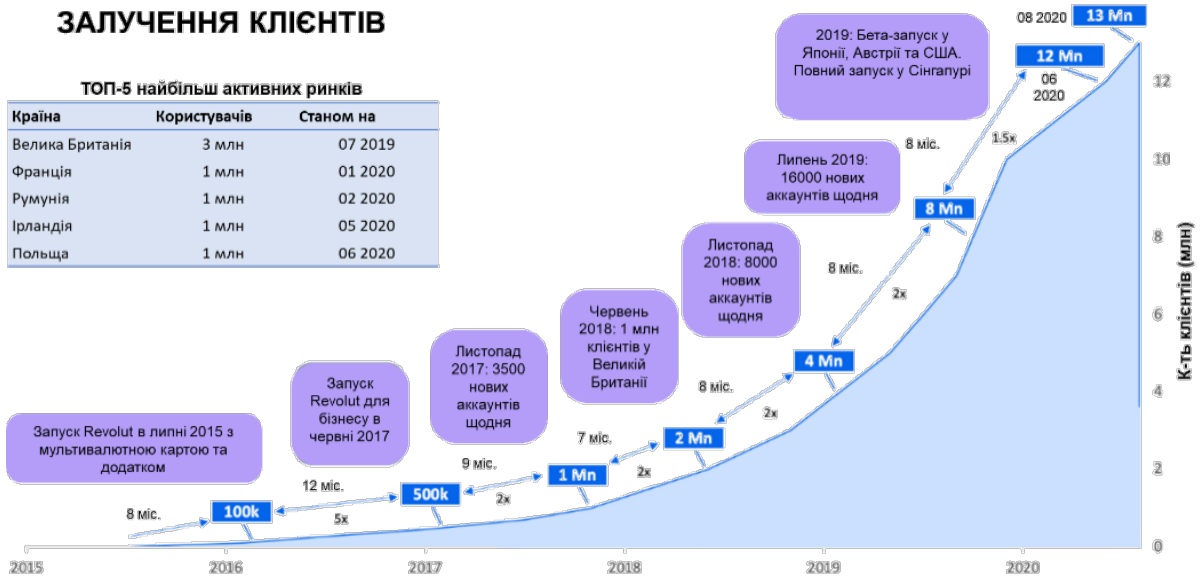 ЗАЛУЧЕННЯ КЛІЄНТІВ
ТОП-5 найбільш активних ринків
Країна Користувачів Станом на
Велика Британія 3 млн 07 2019
Франція 1 млн 01 2020
Румунія 1 млн 02 2020
Ірландія 1 млн 05 2020
Польща 1 млн 06 2020
Запуск Revolut в липні 2015 з
мультивалютною картою та
додатком
Запуск
Revolut для
бізнесу в
червні 2017
Листопад
2017: 3500
нових
аккаунтів
щодня
Червень
2018: 1 млн
клієнтів у
Великій
Британії
Листопад
2018: 8000
нових
аккаунтів
щодня
Липень 2019:
16000 нових
аккаунтів щодня
2019: Бета-запуск у
Японії, Австрії та США.
Повний запуск у Сінгапурі
8 міс.
100k
12 міс.
5x
500k
9 міс.
2x
1 Mn
7 міс.
2x
2 Mn
8 міс.
2x
4 Mn
8 міс.
2x
8 Mn
8 міс.
1.5x
12 Mn
06
2020
08 2020
13 Mn
12
10
8
6
4
2
0
К-ть клієнтів (млн)
2015 2016 2017 2018 2019 2020